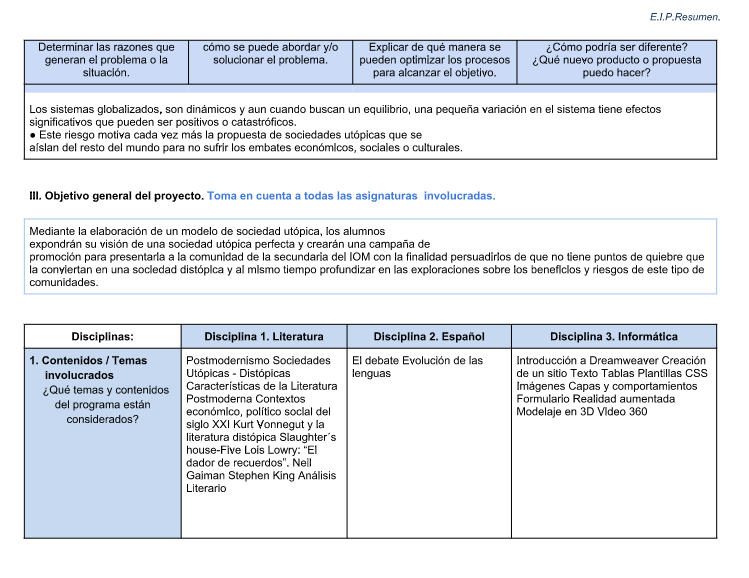 E.I.P.Resumen.
Determinar las razones que
generan el problema o la
situación.
cómo se puede abordar y/o
solucionar el problema.
Explicar de qué manera se
pueden optimizar los procesos
para alcanzar el objetivo.
¿Cómo podría ser diferente?
¿Qué nuevo producto o propuesta
puedo hacer?
Los sistemas globalizados, son dinámicos y aun cuando buscan un equilibrio, una pequeña variación en el sistema tiene efectos
significativos que pueden ser positivos o catastróficos.
● Este riesgo motiva cada vez más la propuesta de sociedades utópicas que se
aíslan del resto del mundo para no sufrir los embates económicos, sociales o culturales.
III. Objetivo general del proyecto. Toma en cuenta a todas las asignaturas involucradas.
Mediante la elaboración de un modelo de sociedad utópica, los alumnos
expondrán su visión de una sociedad utópica perfecta y crearán una campaña de
promoción para presentarla a la comunidad de la secundaria del IOM con la finalidad persuadirlos de que no tiene puntos de quiebre que
la conviertan en una sociedad distópica y al mismo tiempo profundizar en las exploraciones sobre los beneficios y riesgos de este tipo de
comunidades.
Disciplinas:
Disciplina 1. Literatura
Disciplina 2. Español
Disciplina 3. Informática
1. Contenidos / Temas
involucrados
¿Qué temas y contenidos
del programa están
considerados?
Postmodernismo Sociedades
Utópicas - Distópicas
Características de la Literatura
Postmoderna Contextos
económico, político social del
siglo XXI Kurt Vonnegut y la
literatura distópica Slaughter´s
house-Five Lois Lowry: “El
dador de recuerdos”. Neil
Gaiman Stephen King Análisis
Literario
El debate Evolución de las
lenguas
Introducción a Dreamweaver Creación
de un sitio Texto Tablas Plantillas CSS
Imágenes Capas y comportamientos
Formulario Realidad aumentada
Modelaje en 3D Video 360